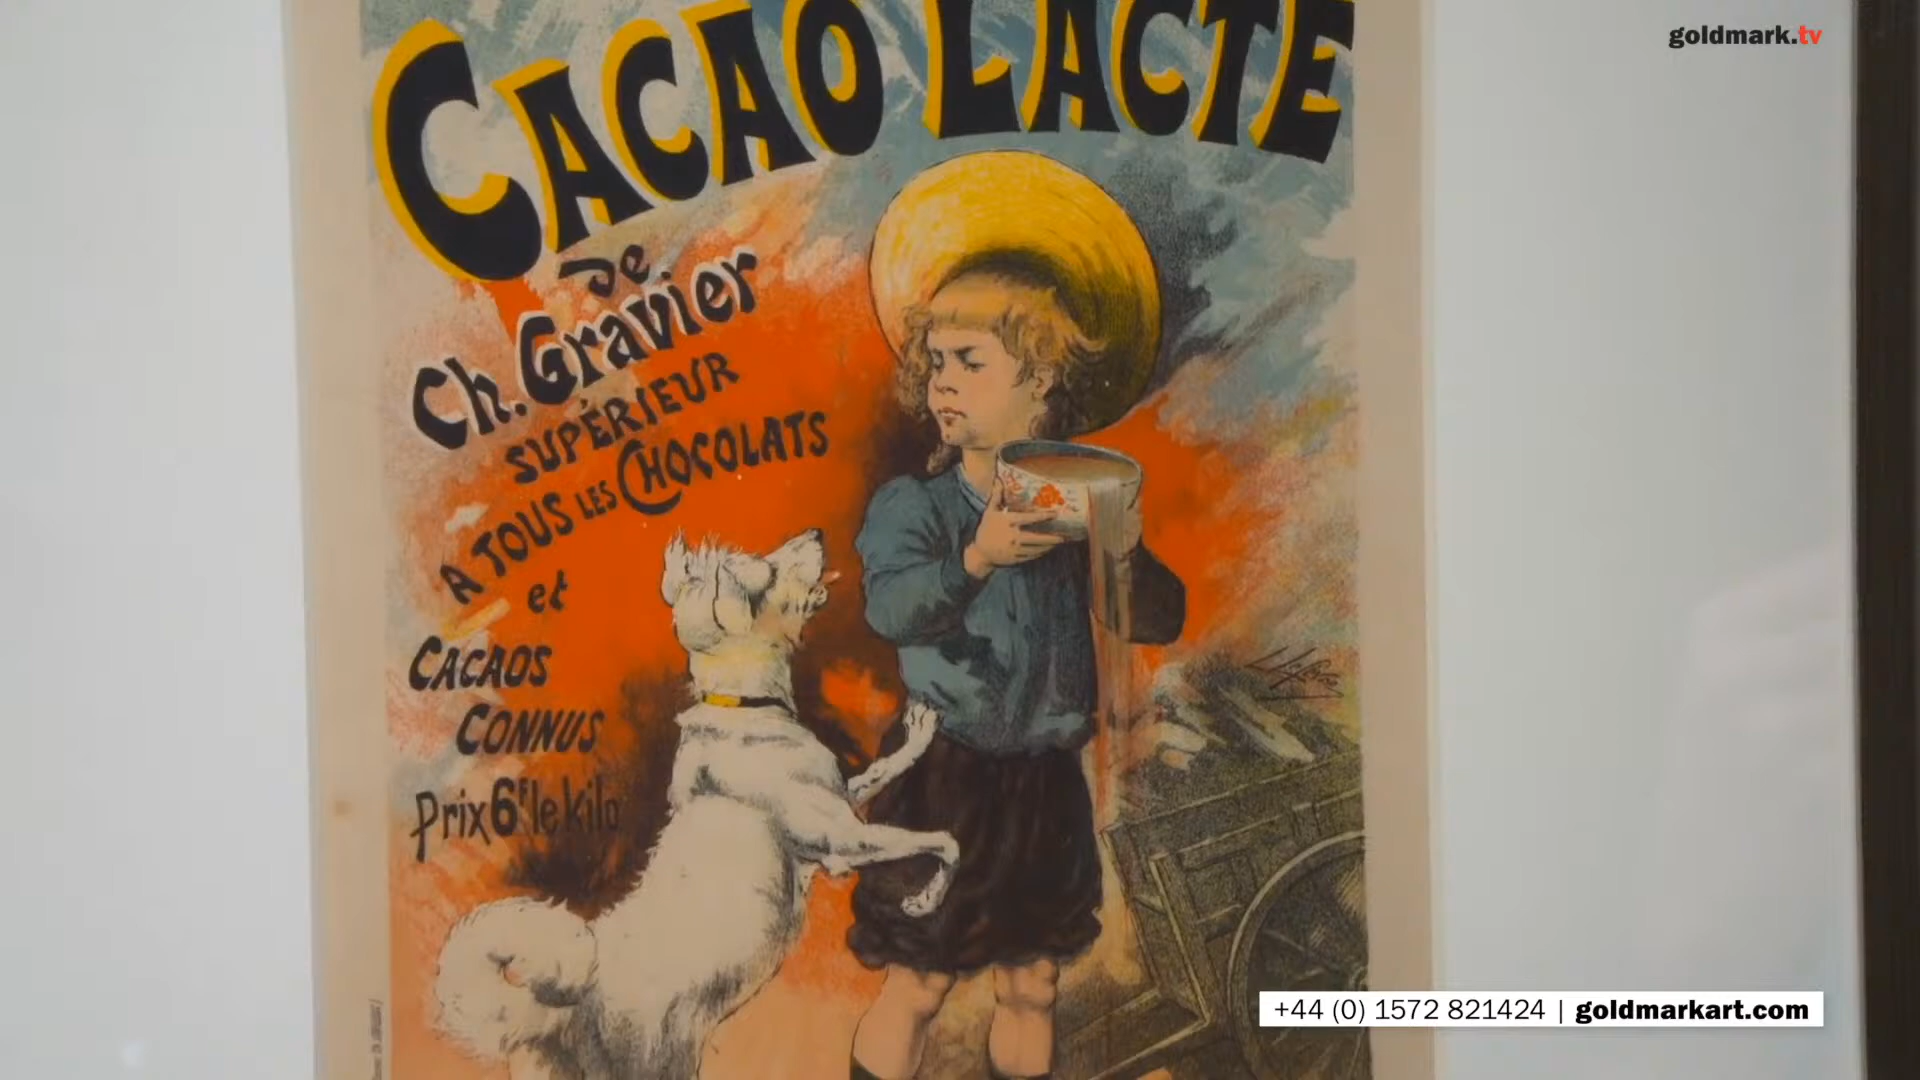 goldmark.tv
CACAO LACTE
de
Ch. Gravier
SUPÉRIEUR
A TOUS LES CHOCOLATS
et
CACAOS
CONNUS
Prix 6f le kilo
+44 (0) 1572 821424 | goldmarkart.com